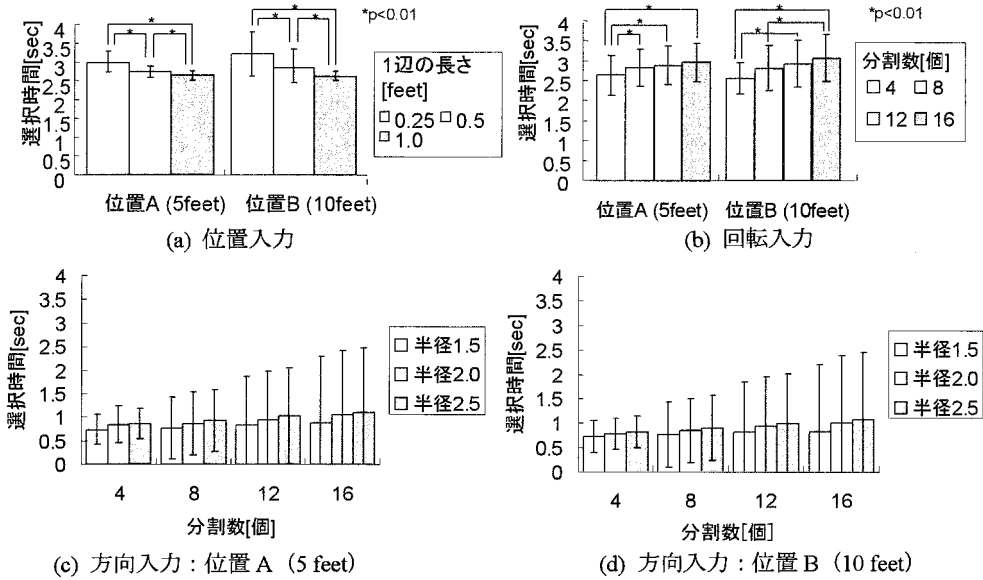 *p<0.01
選択時間[sec]
4
3.5
3
2.5
2
1.5
1
0.5
0
* * *
* * *
1辺の長さ
[feet]
0.25 0.5
1.0
位置A (5feet) 位置B (10feet)
(a) 位置入力
*p<0.01
選択時間[sec]
4
3.5
3
2.5
2
1.5
1
0.5
0
* * *
* * *
分割数[個]
4 8
12 16
位置A (5feet) 位置B (10feet)
(b) 回転入力
選択時間[sec]
4
3.5
3
2.5
2
1.5
1
0.5
0
半径1.5
半径2.0
半径2.5
4 8 12 16
分割数[個]
(c) 方向入力：位置 A（5 feet）
選択時間[sec]
4
3.5
3
2.5
2
1.5
1
0.5
0
半径1.5
半径2.0
半径2.5
4 8 12 16
分割数[個]
(d) 方向入力：位置 B（10 feet）